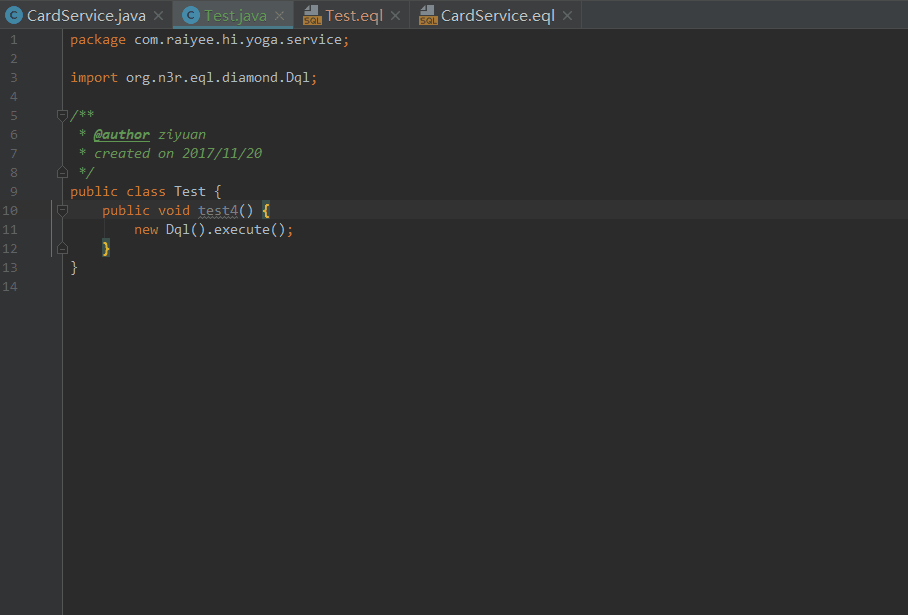 CardService.java Test.java Test.eql CardService.eql
1 package com.raiyee.hi.yoga.service;
2
3 import org.n3r.eql.diamond.Dql;
4
5 /**
6 * @author ziyuan
7 * created on 2017/11/20
8 */
9 public class Test {
10 public void test4() {
11 new Dql().execute();
12 }
13 }
14